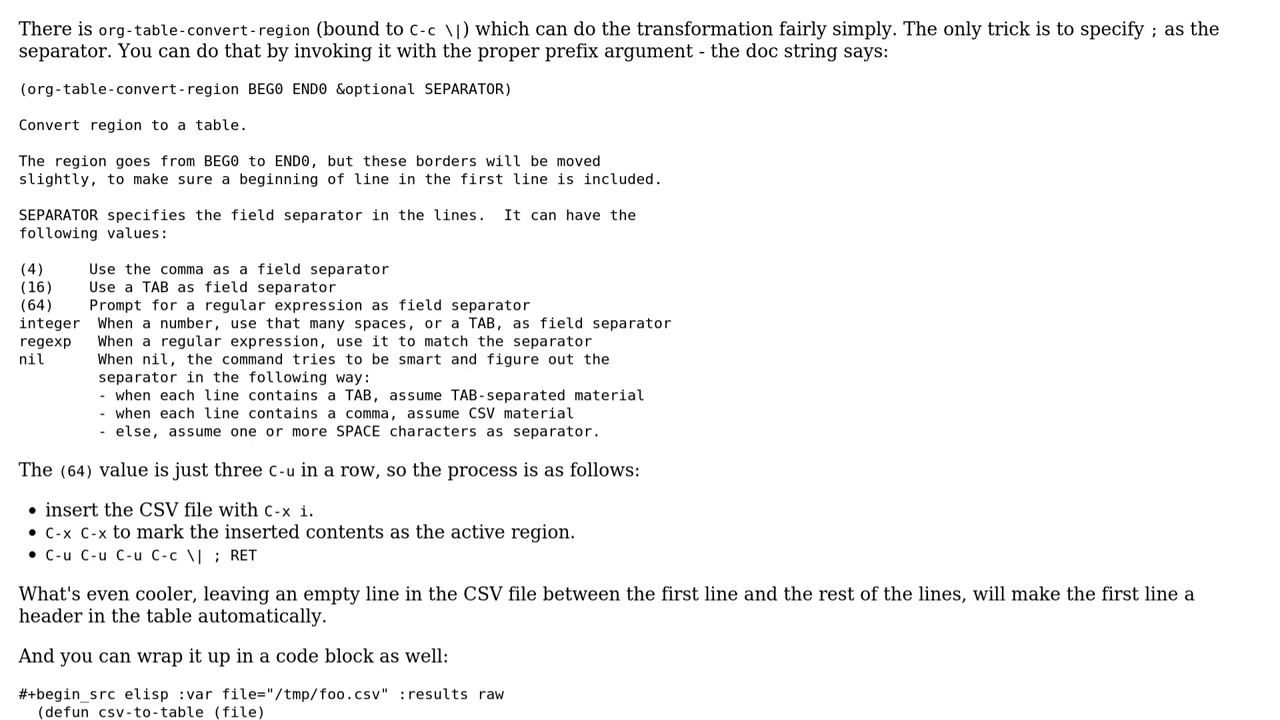 There is org-table-convert-region (bound to C-c \|) which can do the transformation fairly simply. The only trick is to specify ; as the
separator. You can do that by invoking it with the proper prefix argument - the doc string says:
(org-table-convert-region BEG0 END0 &optional SEPARATOR)
Convert region to a table.
The region goes from BEG0 to END0, but these borders will be moved
slightly, to make sure a beginning of line in the first line is included.
SEPARATOR specifies the field separator in the lines.  It can have the
following values:
(4)     Use the comma as a field separator
(16)    Use a TAB as field separator
(64)    Prompt for a regular expression as field separator
integer  When a number, use that many spaces, or a TAB, as field separator
regexp   When a regular expression, use it to match the separator
nil      When nil, the command tries to be smart and figure out the
         separator in the following way:
         - when each line contains a TAB, assume TAB-separated material
         - when each line contains a comma, assume CSV material
         - else, assume one or more SPACE characters as separator.
The (64) value is just three C-u in a row, so the process is as follows:
• insert the CSV file with C-x i.
• C-x C-x to mark the inserted contents as the active region.
• C-u C-u C-u C-c \| ; RET
What's even cooler, leaving an empty line in the CSV file between the first line and the rest of the lines, will make the first line a
header in the table automatically.
And you can wrap it up in a code block as well:
#+begin_src elisp :var file="/tmp/foo.csv" :results raw
  (defun csv-to-table (file)